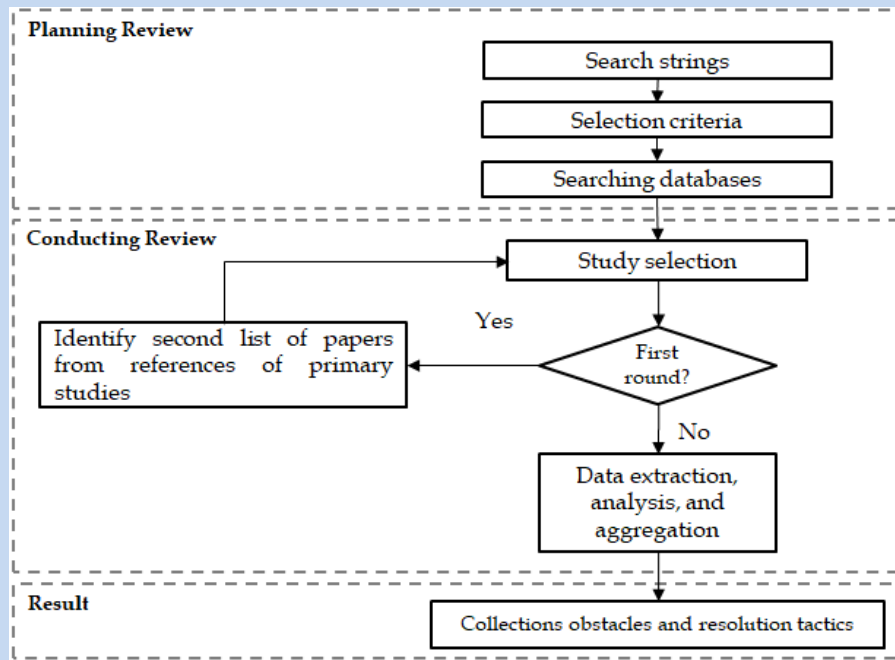 Planning Review
Search strings
Selection criteria
Searching databases
Conducting Review
Study selection
Yes
Identify second list of papers
from references of primary
studies
First
round?
No
Data extraction,
analysis, and
aggregation
Result
Collections obstacles and resolution tactics